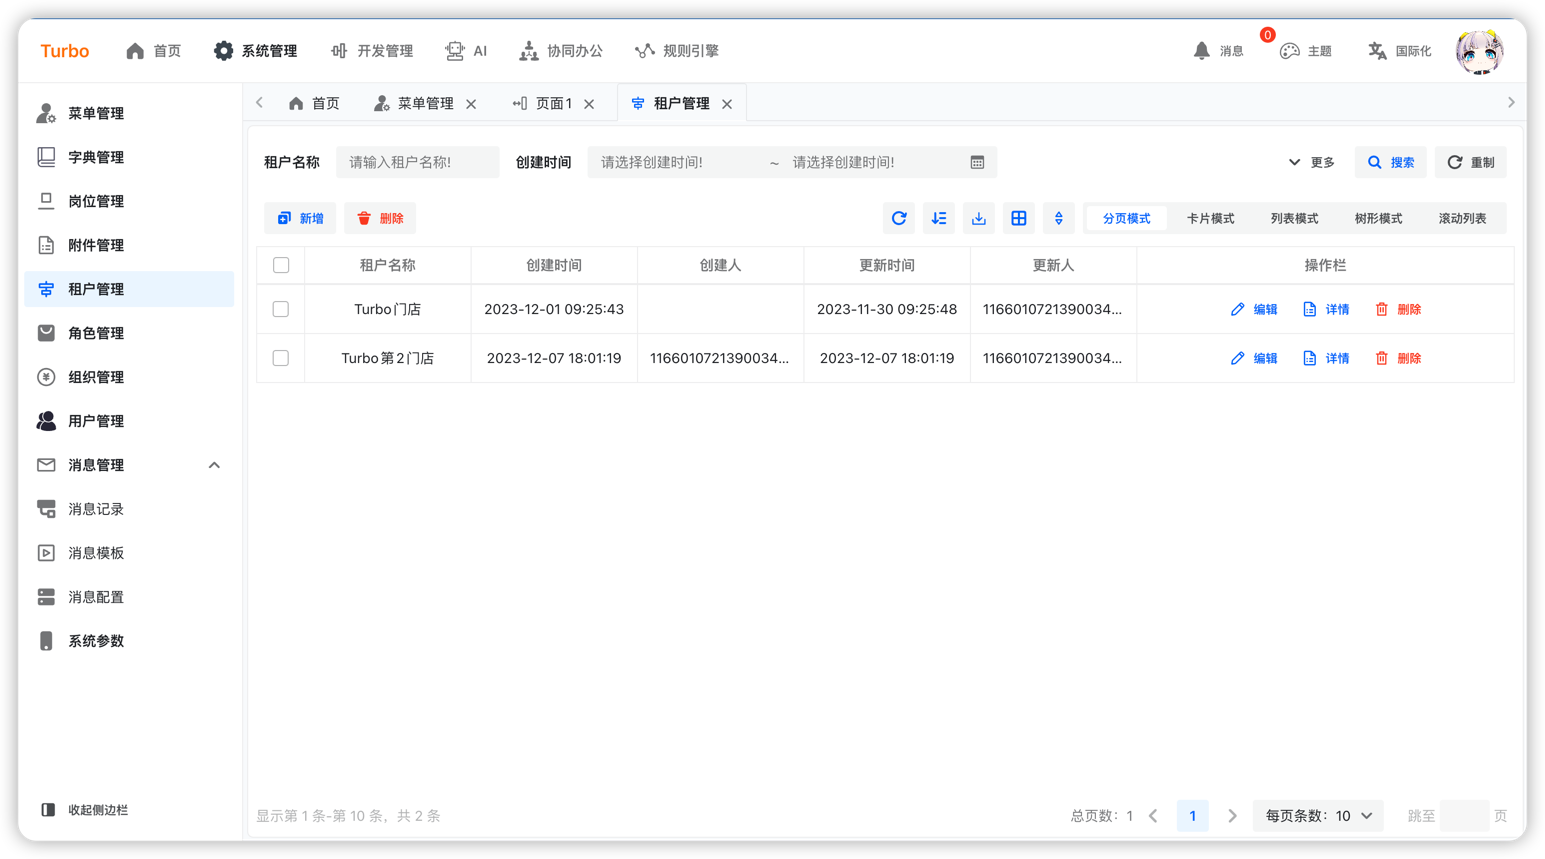 Turbo 首页 系统管理 开发管理 AI 协同办公 规则引擎 消息 0 主题 国际化
首页 菜单管理 页面1 租户管理
菜单管理
字典管理
岗位管理
附件管理
租户管理
角色管理
组织管理
用户管理
消息管理
消息记录
消息模板
消息配置
系统参数
收起侧边栏
租户名称 请输入租户名称! 创建时间 请选择创建时间! ~ 请选择创建时间! 更多 搜索 重制
新增 删除 分页模式 卡片模式 列表模式 树形模式 滚动列表
租户名称 创建时间 创建人 更新时间 更新人 操作栏
Turbo门店 2023-12-01 09:25:43 2023-11-30 09:25:48 1166010721390034... 编辑 详情 删除
Turbo第2门店 2023-12-07 18:01:19 1166010721390034... 2023-12-07 18:01:19 1166010721390034... 编辑 详情 删除
显示第 1 条-第 10 条，共 2 条 总页数：1 1 每页条数：10 跳至 页